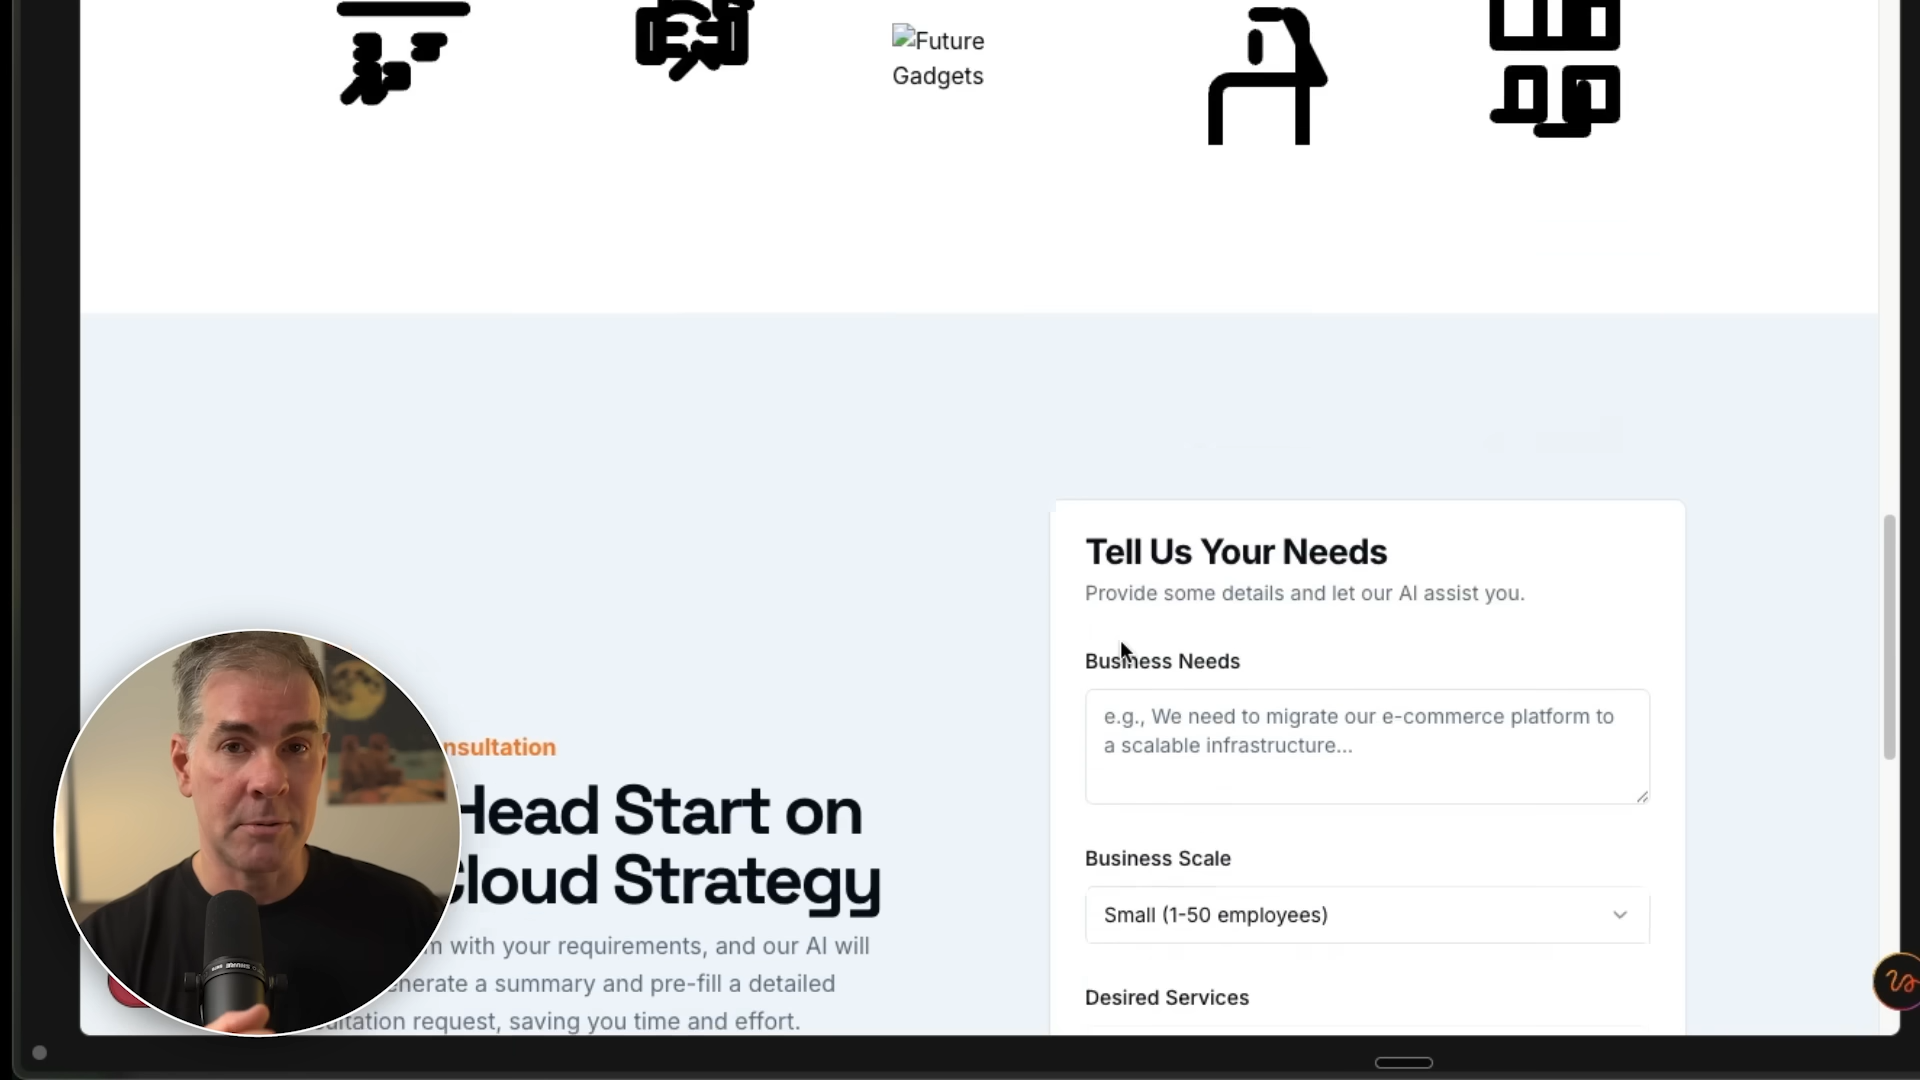 Future
Gadgets
Tell Us Your Needs
Provide some details and let our AI assist you.
Business Needs
e.g., We need to migrate our e-commerce platform to
a scalable infrastructure...
Business Scale
Small (1-50 employees)
Desired Services
nsultation
Head Start on
Cloud Strategy
m with your requirements, and our AI will
enerate a summary and pre-fill a detailed
ultation request, saving you time and effort.